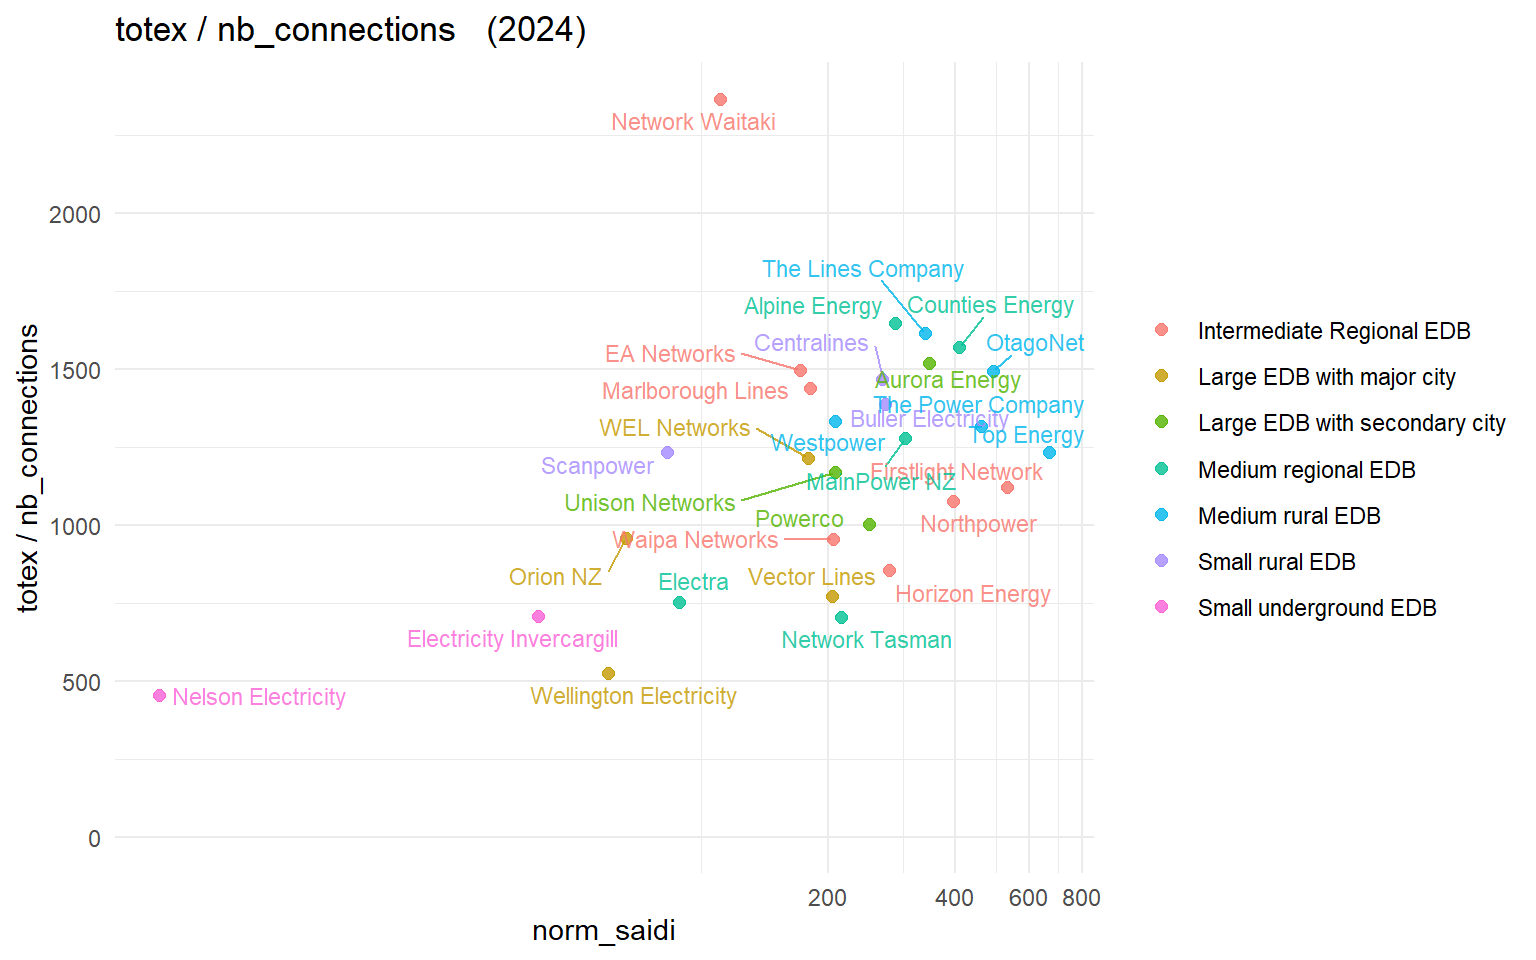 totex / nb_connections (2024)
Network Waitaki
2000
The Lines Company
Alpine Energy
Counties Energy
Centralines
OtagoNet
EA Networks
1500
Aurora Energy
Marlborough Lines
The Power Company
Buller Electricity
WEL Networks
Top Energy
Westpower
Scanpower
Firstlight Network
MainPower NZ
Unison Networks
Powerco
Northpower
1000
Waipa Networks
Orion NZ
Electra
Vector Lines
Horizon Energy
Electricity Invercargill
Network Tasman
500
Nelson Electricity
Wellington Electricity
0
200
400
600
800
norm_saidi
totex / nb_connections
Intermediate Regional EDB
Large EDB with major city
Large EDB with secondary city
Medium regional EDB
Medium rural EDB
Small rural EDB
Small underground EDB